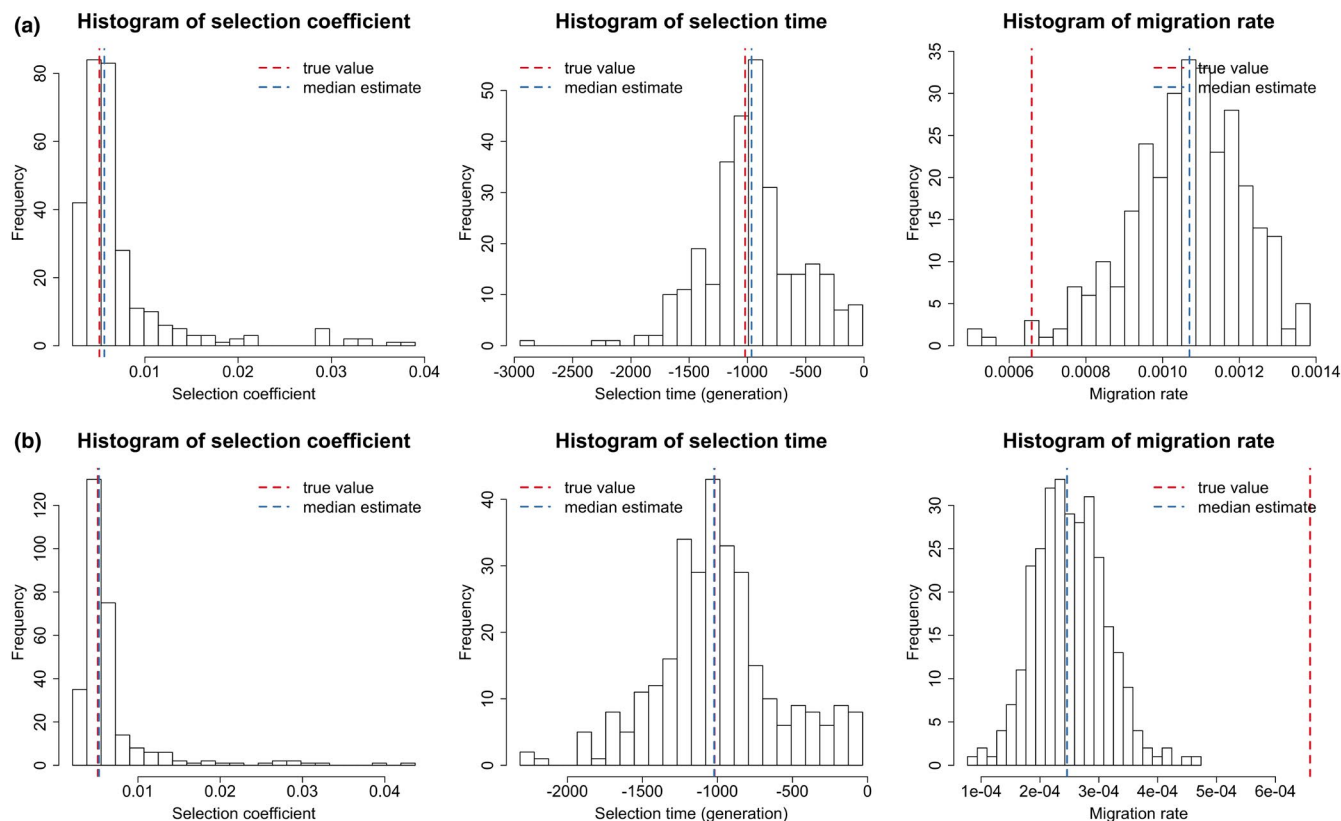 (a)
Histogram of selection coefficient
true value
median estimate
Frequency
0
20
40
60
80
0.01
0.02
0.03
0.04
Selection coefficient
Histogram of selection time
true value
median estimate
Frequency
0
10
20
30
40
50
-3000
-2500
-2000
-1500
-1000
-500
0
Selection time (generation)
Histogram of migration rate
true value
median estimate
Frequency
0
5
10
15
20
25
30
35
0.0006
0.0008
0.0010
0.0012
0.0014
Migration rate
(b)
Histogram of selection coefficient
true value
median estimate
Frequency
0
20
40
60
80
100
120
0.01
0.02
0.03
0.04
Selection coefficient
Histogram of selection time
true value
median estimate
Frequency
0
10
20
30
40
-2000
-1500
-1000
-500
0
Selection time (generation)
Histogram of migration rate
true value
median estimate
Frequency
0
5
10
15
20
25
30
1e-04
2e-04
3e-04
4e-04
5e-04
6e-04
Migration rate